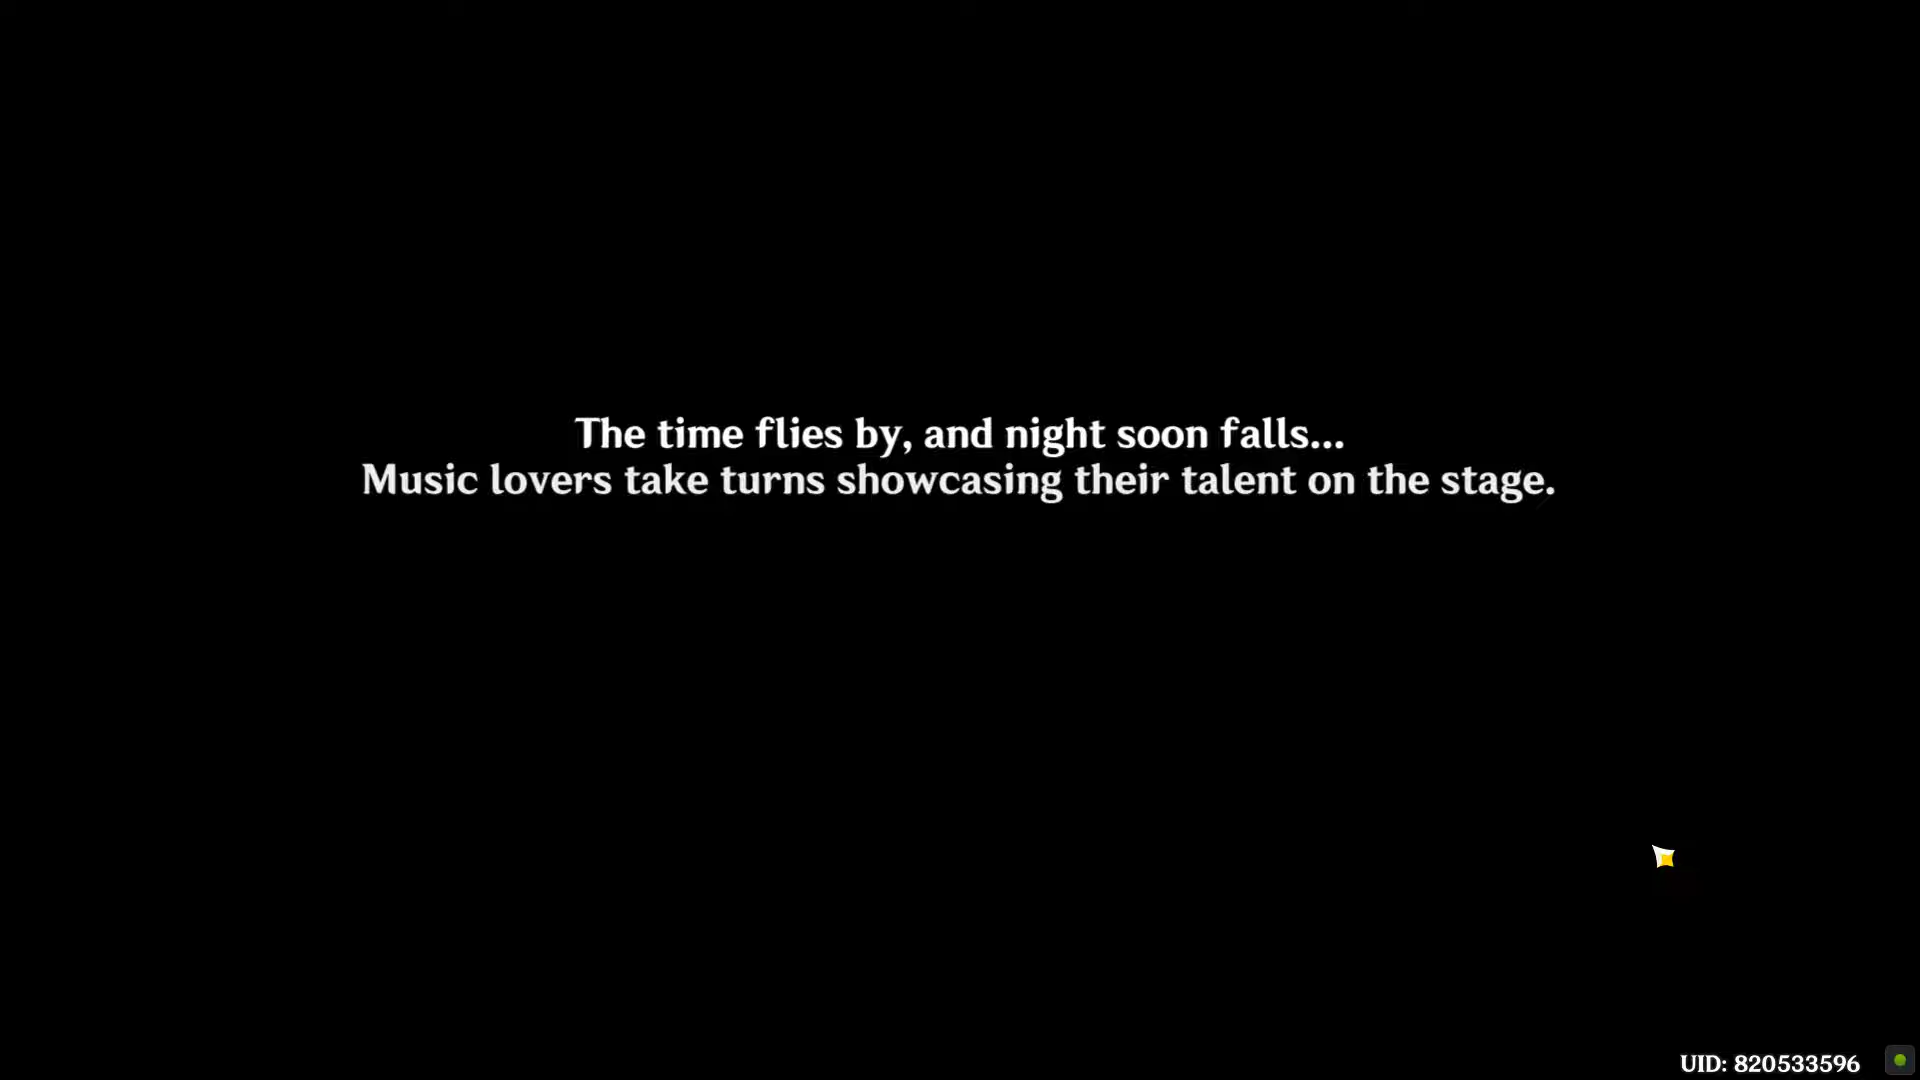 The time flies by, and night soon falls...
Music lovers take turns showcasing their talent on the stage.
UID: 820533596